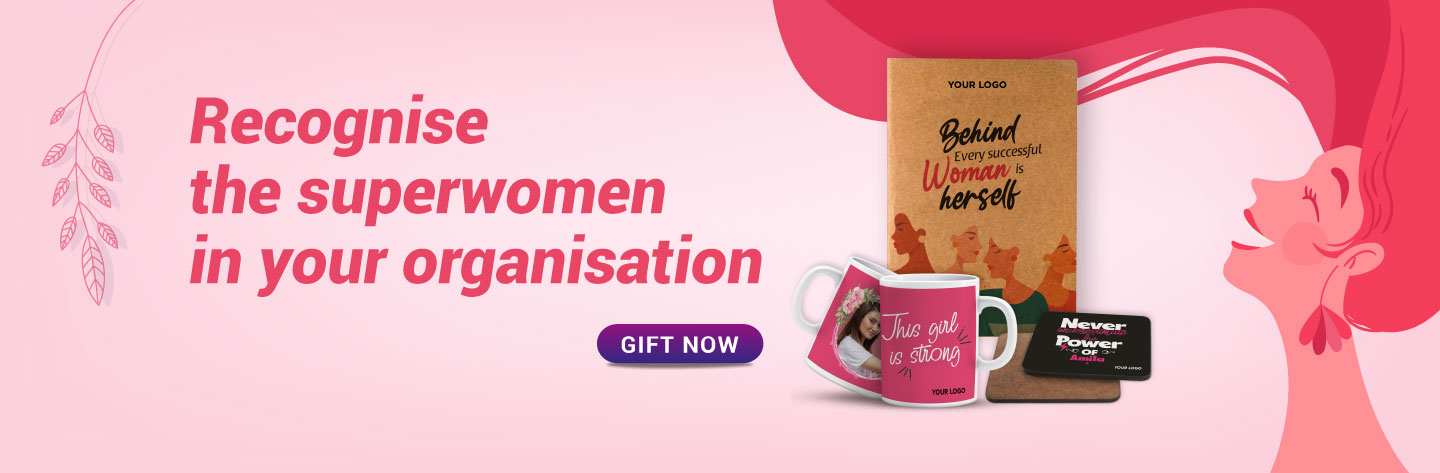 Recognise
the superwomen
in your organisation
GIFT NOW
YOUR LOGO
Behind
Every successful
Woman is
herself
This girl
is strong
YOUR LOGO
Never
Power
OF
Amila
YOUR LOGO